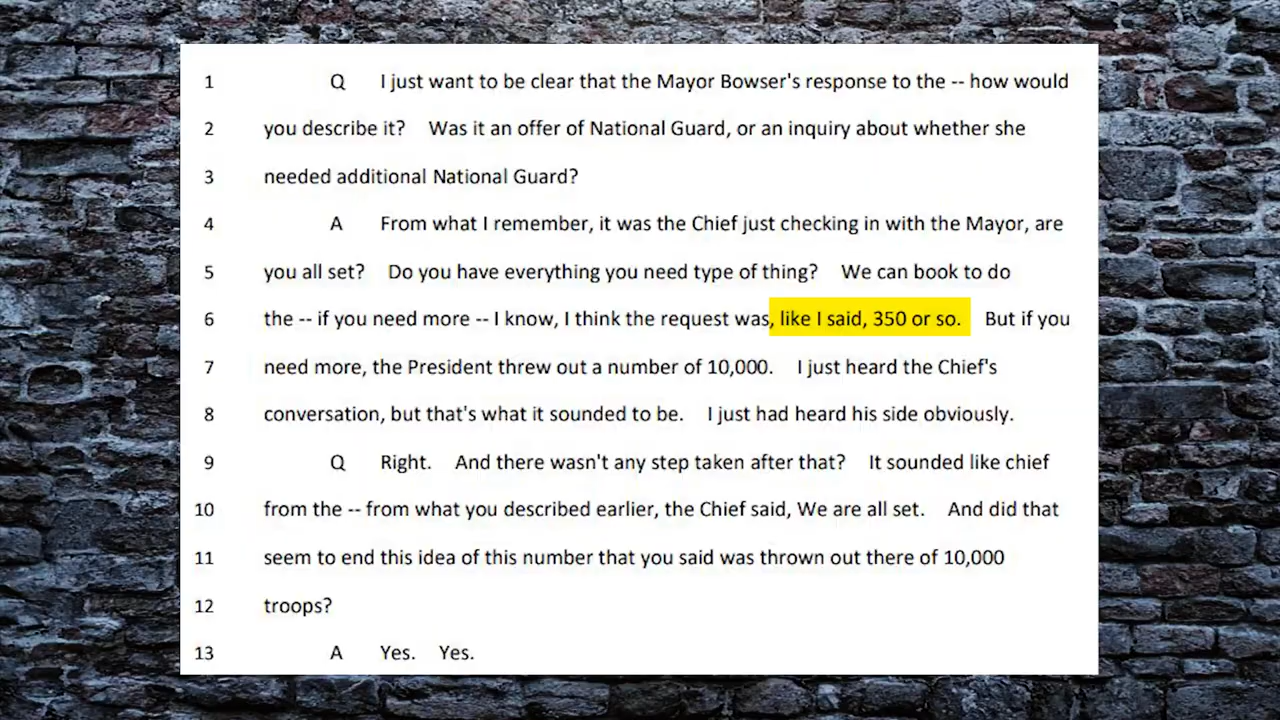 1 Q I just want to be clear that the Mayor Bowser's response to the -- how would
2 you describe it? Was it an offer of National Guard, or an inquiry about whether she
3 needed additional National Guard?
4 A From what I remember, it was the Chief just checking in with the Mayor, are
5 you all set? Do you have everything you need type of thing? We can book to do
6 the -- if you need more -- I know, I think the request was, like I said, 350 or so. But if you
7 need more, the President threw out a number of 10,000. I just heard the Chief's
8 conversation, but that's what it sounded to be. I just had heard his side obviously.
9 Q Right. And there wasn't any step taken after that? It sounded like chief
10 from the -- from what you described earlier, the Chief said, We are all set. And did that
11 seem to end this idea of this number that you said was thrown out there of 10,000
12 troops?
13 A Yes. Yes.